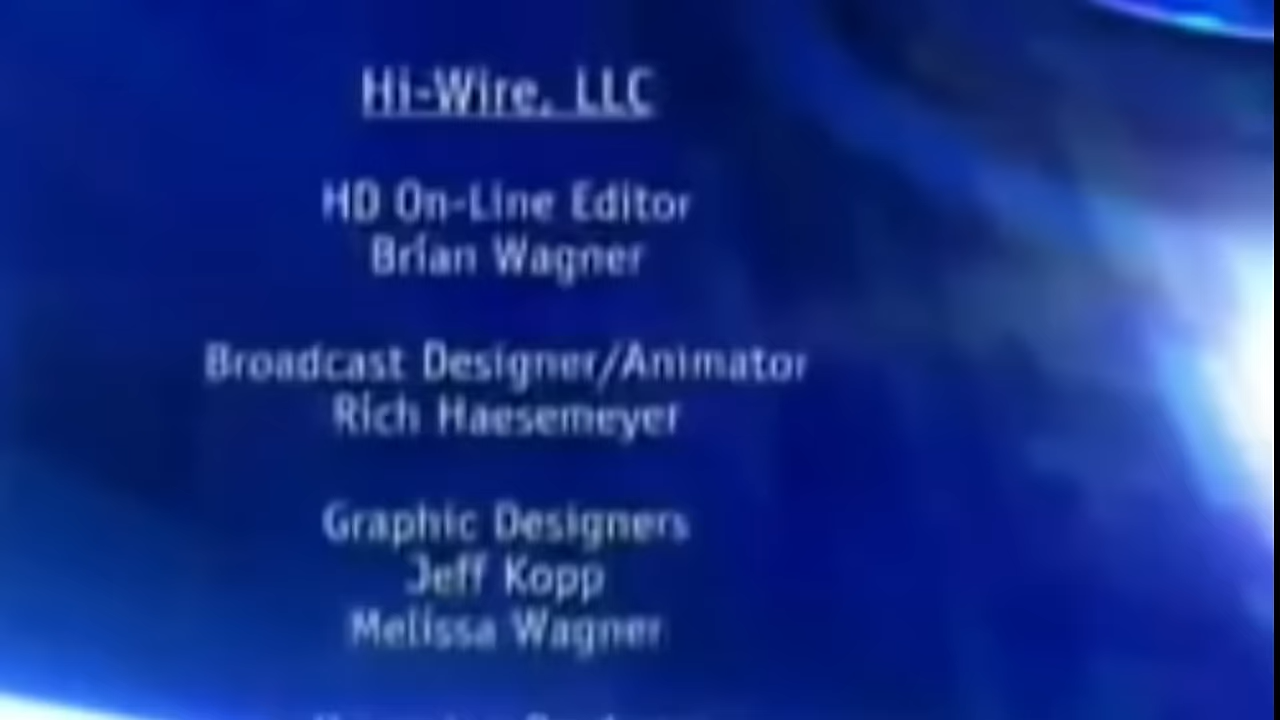 Hi-Wire, LLC
HD On-Line Editor
Brian Wagner
Broadcast Designer/Animator
Rich Haesemeyer
Graphic Designers
Jeff Kopp
Melissa Wagner